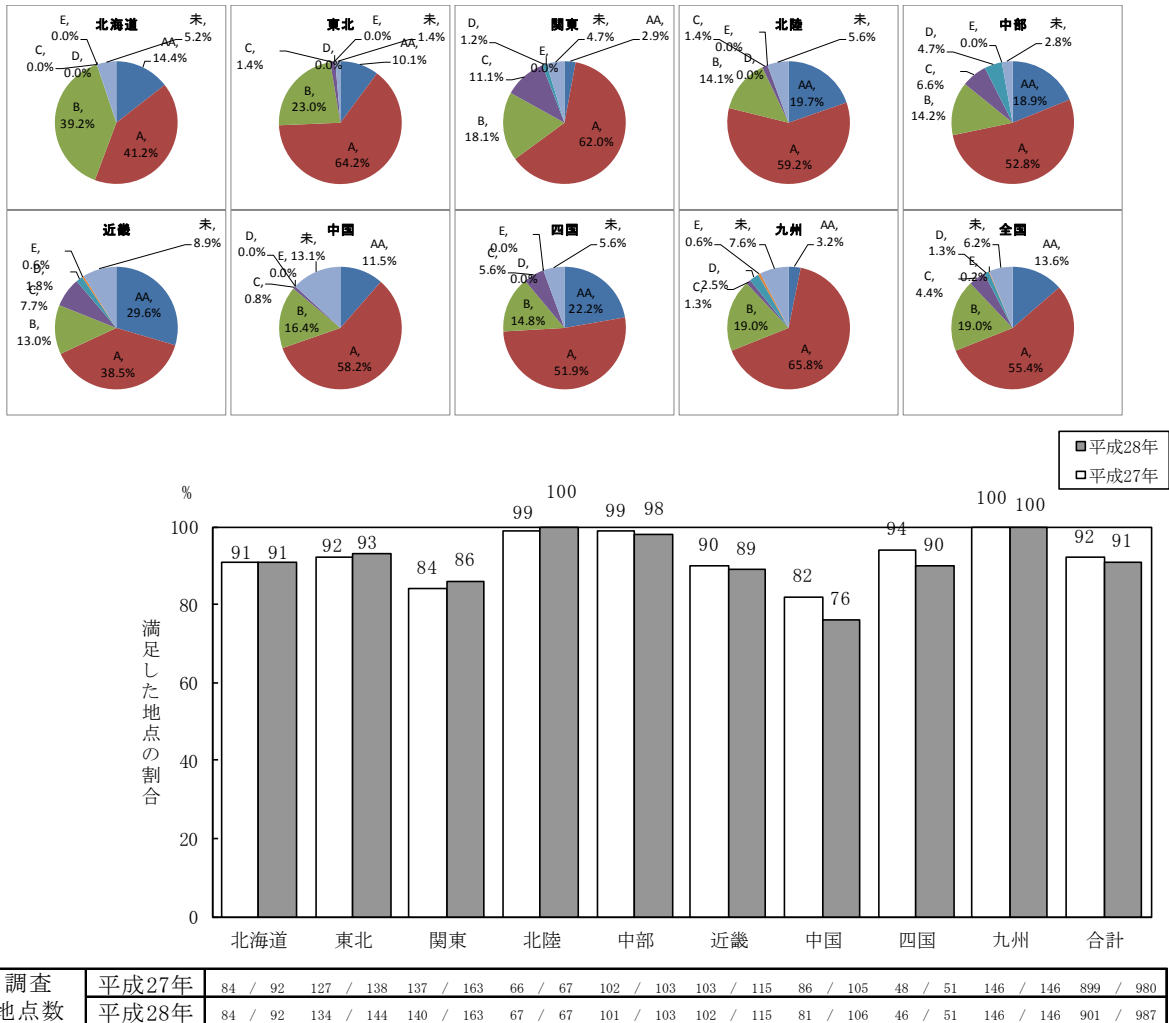 北海道
E, 0.0%
C, 0.0%
D, 0.0%
未, 5.2%
AA, 14.4%
B, 39.2%
A, 41.2%
東北
E, 0.0%
C, 1.4%
D, 0.0%
未, 1.4%
AA, 10.1%
B, 23.0%
A, 64.2%
関東
D, 1.2%
E, 0.0%
未, 4.7%
AA, 2.9%
C, 11.1%
B, 18.1%
A, 62.0%
北陸
C, 1.4%
E, 0.0%
D, 0.0%
未, 5.6%
B, 14.1%
AA, 19.7%
A, 59.2%
中部
D, 4.7%
E, 0.0%
未, 2.8%
C, 6.6%
B, 14.2%
AA, 18.9%
A, 52.8%
近畿
E, 0.6%
D, 1.8%
C, 7.7%
未, 8.9%
B, 13.0%
AA, 29.6%
A, 38.5%
中国
D, 0.0%
E, 0.0%
未, 13.1%
AA, 11.5%
C, 0.8%
B, 16.4%
A, 58.2%
四国
E, 0.0%
C, 5.6%
D, 0.0%
未, 5.6%
B, 14.8%
AA, 22.2%
A, 51.9%
九州
E, 0.6%
未, 7.6%
AA, 3.2%
D, 2.5%
C, 1.3%
B, 19.0%
A, 65.8%
全国
D, 1.3%
未, 6.2%
AA, 13.6%
C, 4.4%
E, 0.2%
B, 19.0%
A, 55.4%
平成28年
平成27年
%
100
80
60
40
20
0
満足した地点の割合
91 91 92 93 84 86 99 100 99 98 90 89 82 76 94 90 100 100 92 91
北海道 東北 関東 北陸 中部 近畿 中国 四国 九州 合計
調査
地点数
平成27年 84 / 92 127 / 138 137 / 163 66 / 67 102 / 103 103 / 115 86 / 105 48 / 51 146 / 146 899 / 980
平成28年 84 / 92 134 / 144 140 / 163 67 / 67 101 / 103 102 / 115 81 / 106 46 / 51 146 / 146 901 / 987